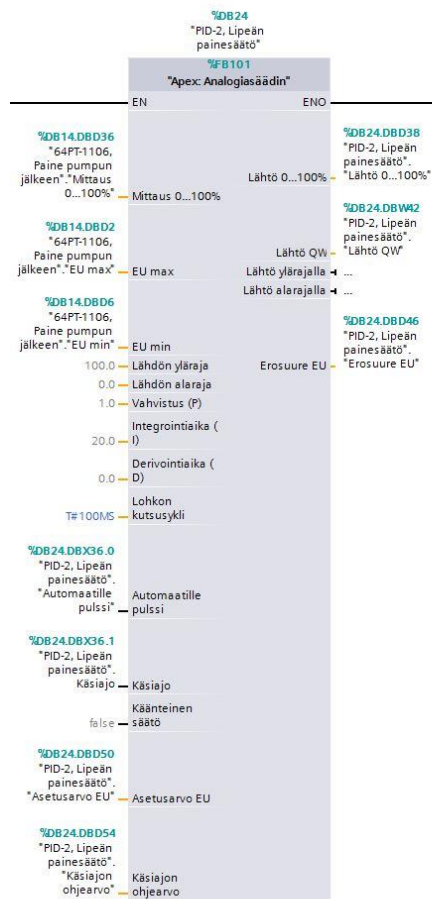 %DB24
"PID-2, Lipeän
painesäätö"
%FB101
"Apex: Analogiasäädin"
EN
ENO
%DB14.DBD36
"64PT-1106,
Paine pumpun
jälkeen"."Mittaus
0...100%"
Mittaus 0...100%
Lähtö 0...100%
%DB24.DBD38
"PID-2, Lipeän
painesäätö".
"Lähtö 0...100%"
%DB14.DBD2
"64PT-1106,
Paine pumpun
jälkeen"."EU max"
EU max
%DB24.DBW42
"PID-2, Lipeän
painesäätö".
"Lähtö QW"
Lähtö QW
Lähtö ylärajalla
...
Lähtö alarajalla
...
%DB14.DBD6
"64PT-1106,
Paine pumpun
jälkeen"."EU min"
EU min
%DB24.DBD46
"PID-2, Lipeän
painesäätö".
"Erosuure EU"
Erosuure EU
100.0
Lähdön yläraja
0.0
Lähdön alaraja
1.0
Vahvistus (P)
20.0
Integrointiaika (
I)
0.0
Derivointiaika (
D)
T#100MS
Lohkon
kutsusykli
%DB24.DBX36.0
"PID-2, Lipeän
painesäätö".
"Automaatille
pulssi"
Automaatille
pulssi
%DB24.DBX36.1
"PID-2, Lipeän
painesäätö".
Käsiajo
Käsiajo
false
Käänteinen
säätö
%DB24.DBD50
"PID-2, Lipeän
painesäätö".
"Asetusarvo EU"
Asetusarvo EU
%DB24.DBD54
"PID-2, Lipeän
painesäätö".
"Käsiajon
ohjearvo"
Käsiajon
ohjearvo